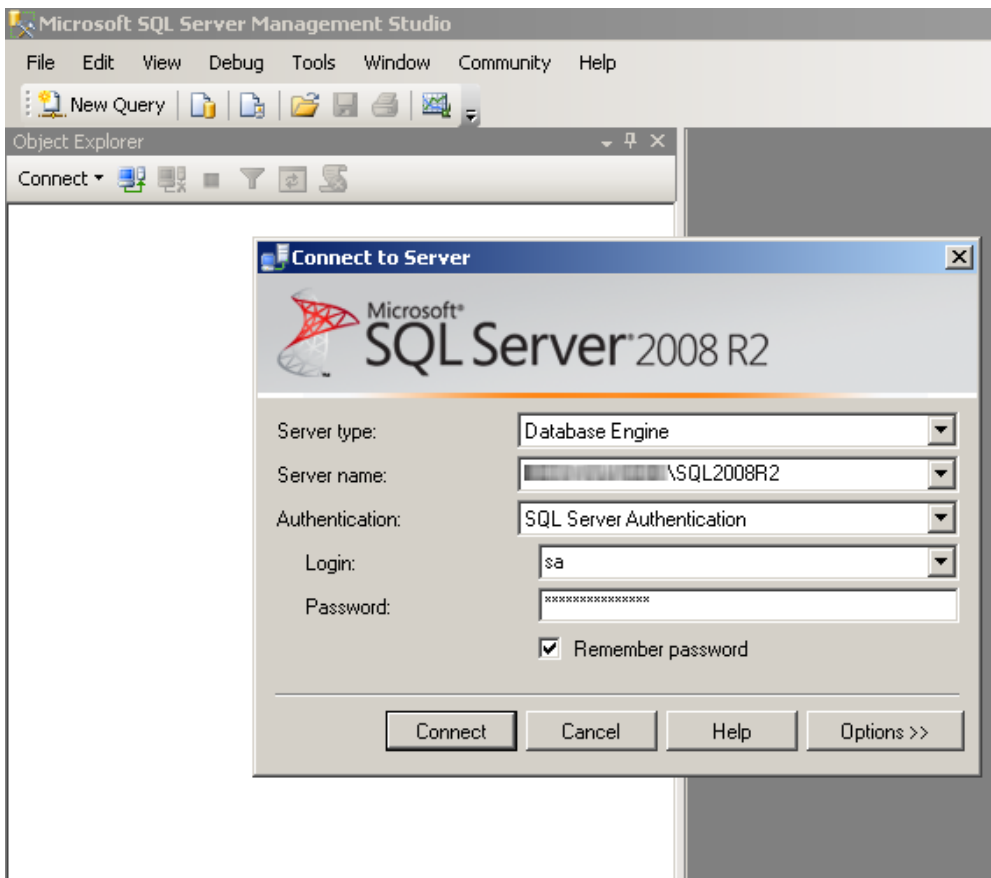 Microsoft SQL Server Management Studio
File Edit View Debug Tools Window Community Help
New Query
Object Explorer
Connect
Connect to Server
Microsoft®
SQL Server® 2008 R2
Server type: Database Engine
Server name: \SQL2008R2
Authentication: SQL Server Authentication
Login: sa
Password: ***************
Remember password
Connect Cancel Help Options >>